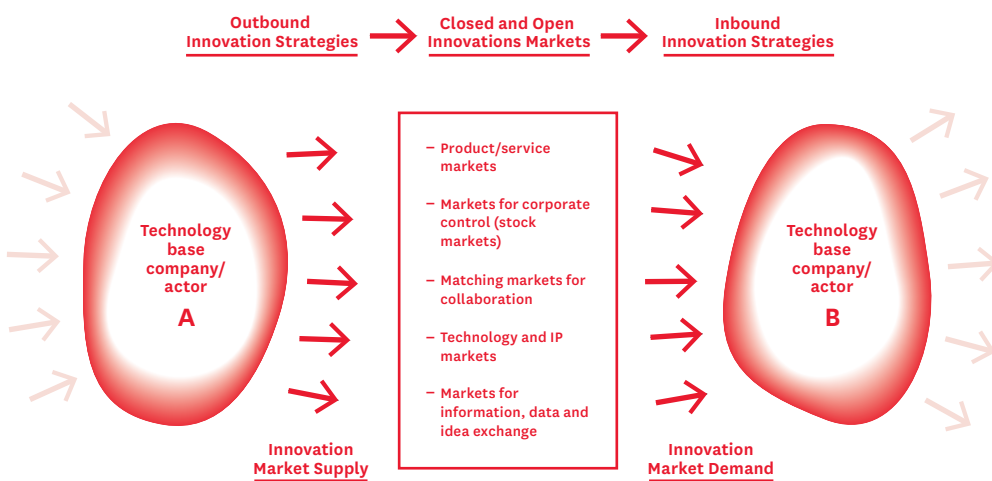 Outbound
Innovation Strategies
Closed and Open
Innovations Markets
Inbound
Innovation Strategies
Technology
base
company/
actor
A
– Product/service
markets
– Markets for corporate
control (stock
markets)
– Matching markets for
collaboration
– Technology and IP
markets
– Markets for
information, data and
idea exchange
Technology
base
company/
actor
B
Innovation
Market Supply
Innovation
Market Demand